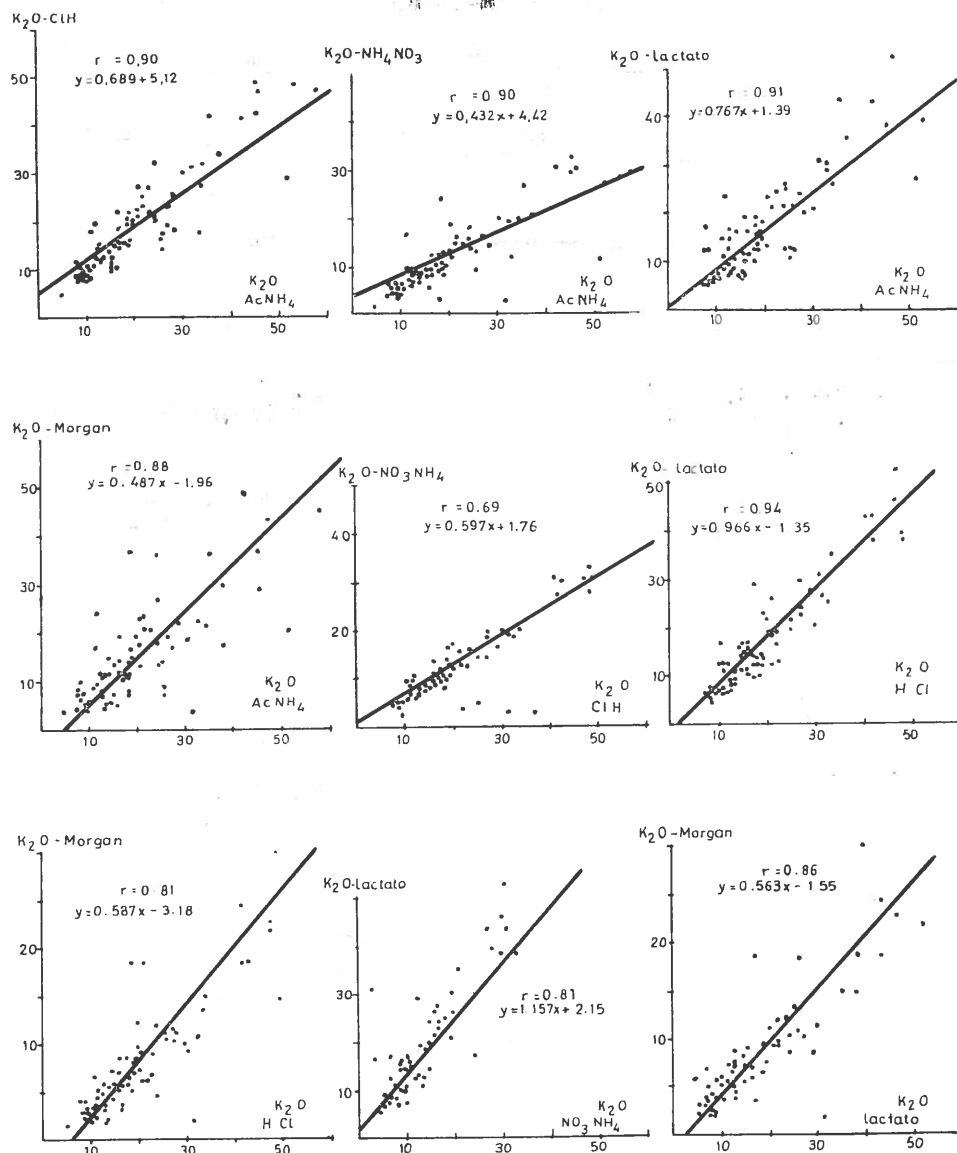 K2O-ClH
r = 0,90
y=0,689+5,12
50
30
10
K2O
AcNH4
10 30 50
K2O-NH4NO3
r = 0.90
y=0,432x+4,42
30
10
K2O
AcNH4
10 30 50
K2O-lactato
r = 0.91
y=0.767x+1.39
40
10
K2O
AcNH4
10 30 50
K2O-Morgan
r = 0.88
y=0.487x -1.96
50
30
10
K2O
AcNH4
10 30 50
K2O-NO3NH4
r = 0.69
y=0.597x+1.76
40
20
K2O
ClH
10 30 50
K2O-lactato
r = 0.94
y=0.966x-1 35
50
30
10
K2O
H Cl
10 30 50
K2O-Morgan
r=0.81
y=0.587x-3.18
20
10
K2O
H Cl
10 30 50
K2O-lactato
r=0.81
y=1.157x+2.15
30
10
K2O
NO3NH4
10 30 50
K2O-Morgan
r=0.86
y=0.563x-1.55
20
10
K2O
lactato
10 30 50